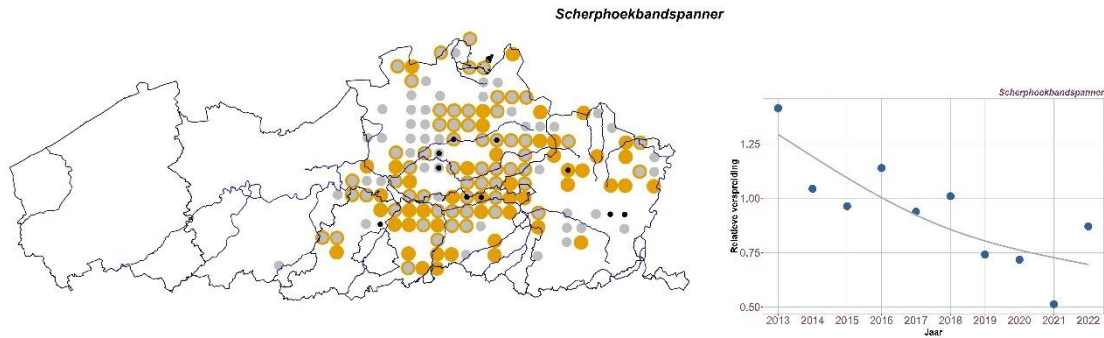 Scherphoekbandspanner
Scherphoekbandspanner
Relatieve verspreiding
1.25
1.00
0.75
0.50
2013 2014 2015 2016 2017 2018 2019 2020 2021 2022
Jaar